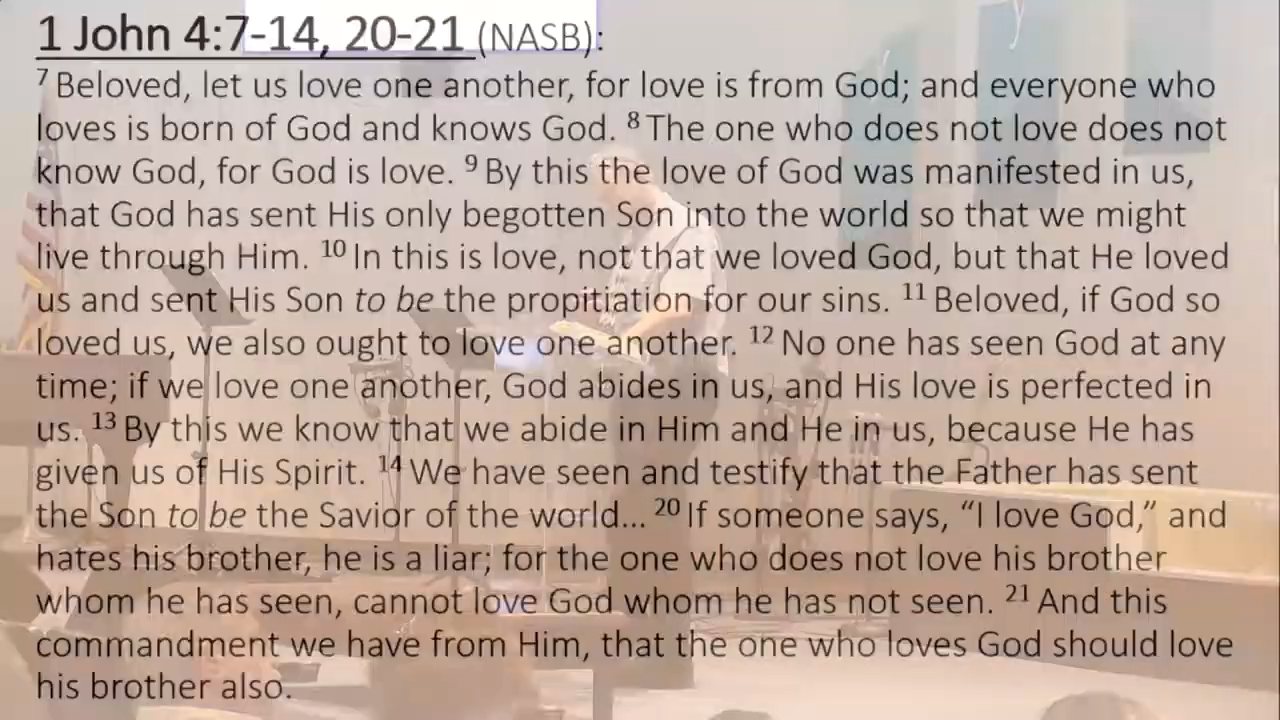 1 John 4:7-14, 20-21 (NASB):
⁷ Beloved, let us love one another, for love is from God; and everyone who
loves is born of God and knows God. ⁸ The one who does not love does not
know God, for God is love. ⁹ By this the love of God was manifested in us,
that God has sent His only begotten Son into the world so that we might
live through Him. ¹⁰ In this is love, not that we loved God, but that He loved
us and sent His Son to be the propitiation for our sins. ¹¹ Beloved, if God so
loved us, we also ought to love one another. ¹² No one has seen God at any
time; if we love one another, God abides in us, and His love is perfected in
us. ¹³ By this we know that we abide in Him and He in us, because He has
given us of His Spirit. ¹⁴ We have seen and testify that the Father has sent
the Son to be the Savior of the world... ²⁰ If someone says, “I love God,” and
hates his brother, he is a liar; for the one who does not love his brother
whom he has seen, cannot love God whom he has not seen. ²¹ And this
commandment we have from Him, that the one who loves God should love
his brother also.